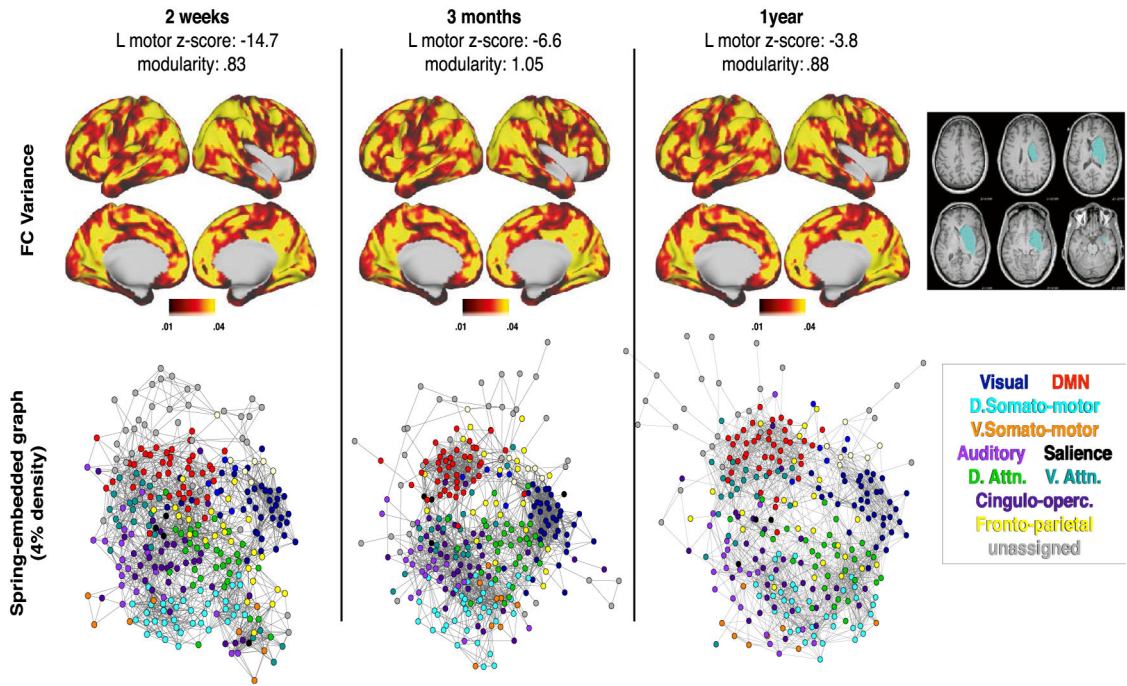 2 weeks
L motor z-score: -14.7
modularity: .83
3 months
L motor z-score: -6.6
modularity: 1.05
1year
L motor z-score: -3.8
modularity: .88
FC Variance
.01 .04
.01 .04
.01 .04
Spring-embedded graph
(4% density)
Visual DMN
D.Somato-motor
V.Somato-motor
Auditory Salience
D. Attn. V. Attn.
Cingulo-operc.
Fronto-parietal
unassigned